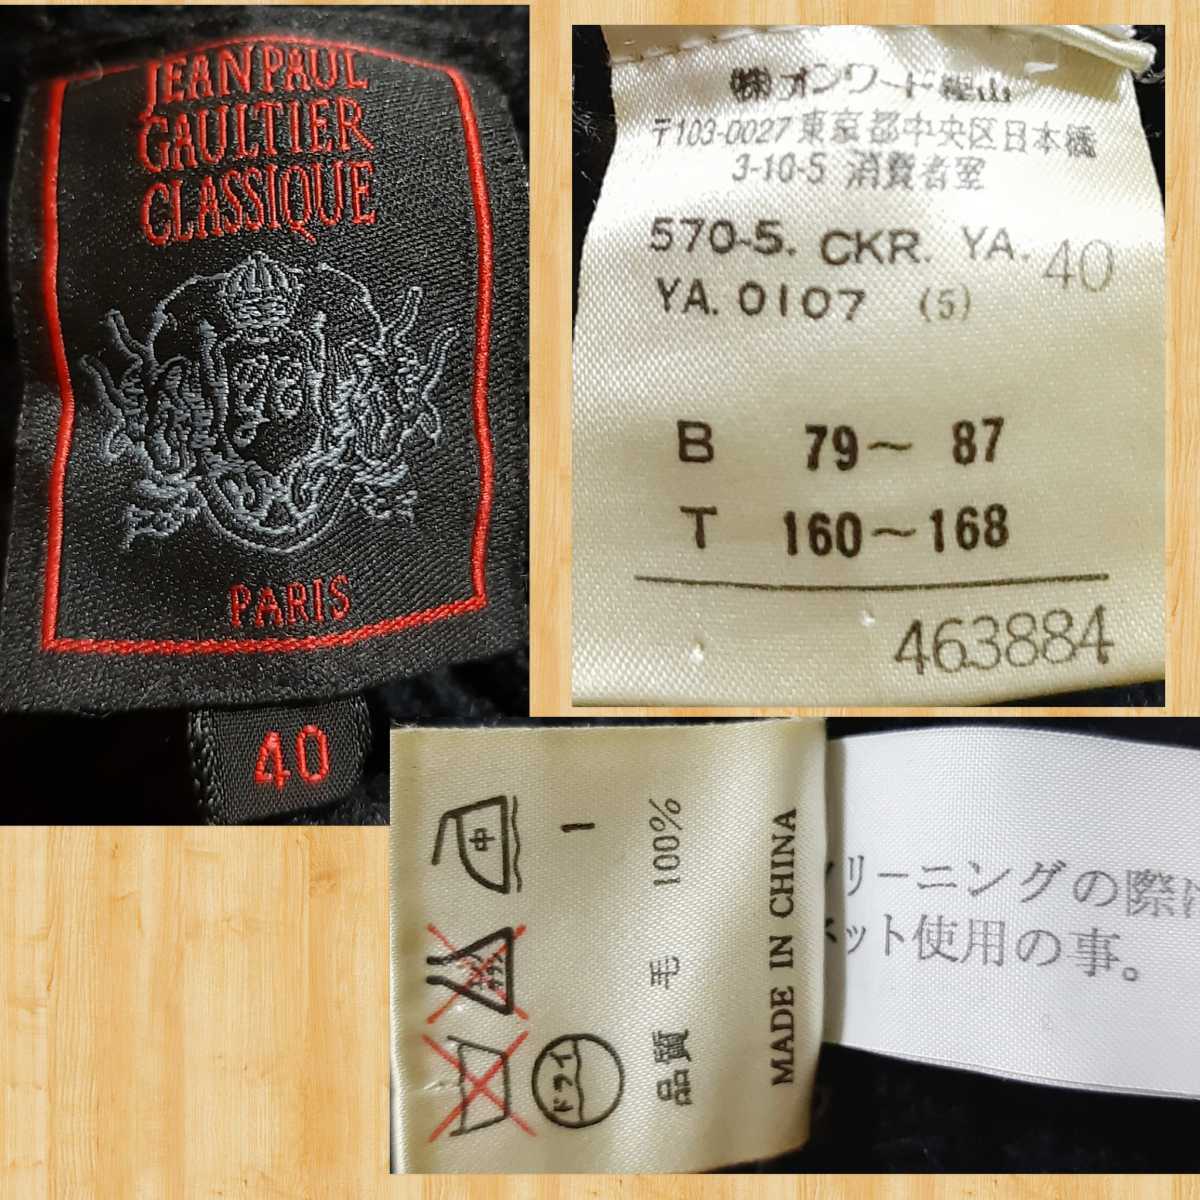 JEAN PAUL
GAULTIER
CLASSIQUE
PARIS
40
㈱オンワード樫山
〒103-0027 東京都中央区日本橋
3-10-5 消費者室
570-5. CKR. YA. 40
YA. 0107 (5)
B 79～ 87
T 160～168
463884
中
ドライ
1
品質 毛 100%
MADE IN CHINA
リーニングの際に
ネット使用の事。